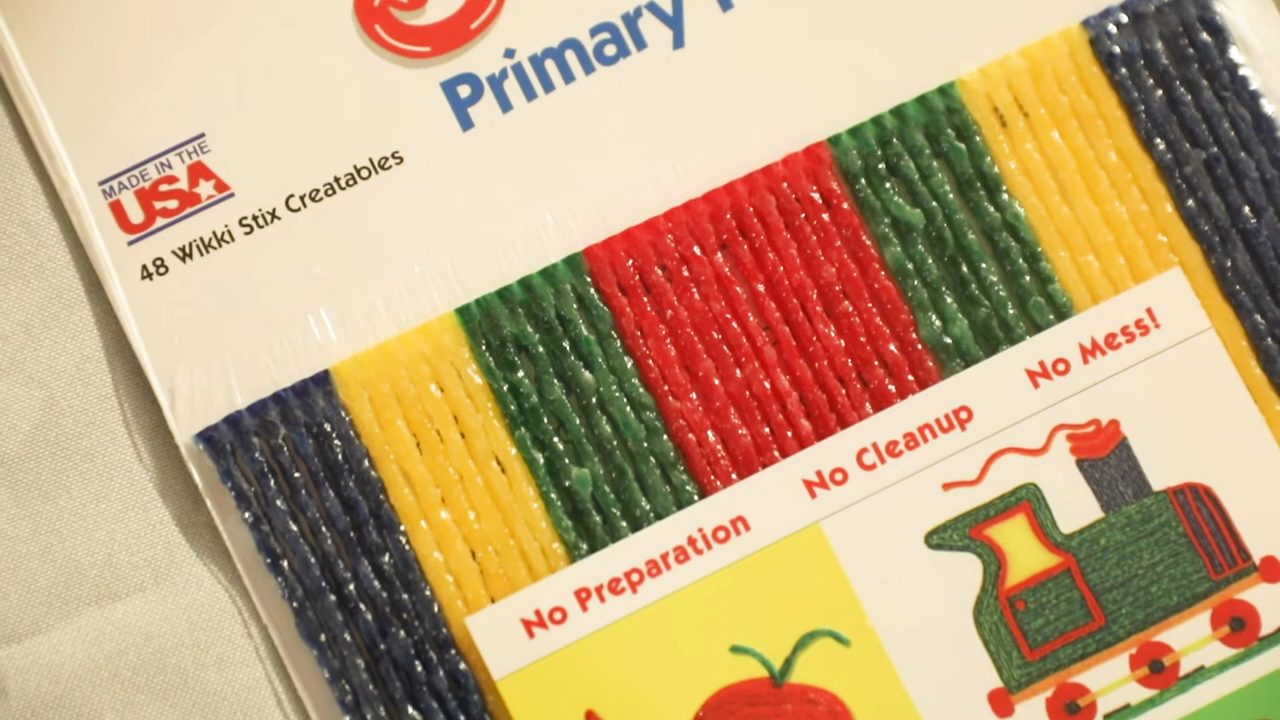 Primary
MADE IN THE
USA
48 Wikki Stix Creatables
No Preparation No Cleanup No Mess!